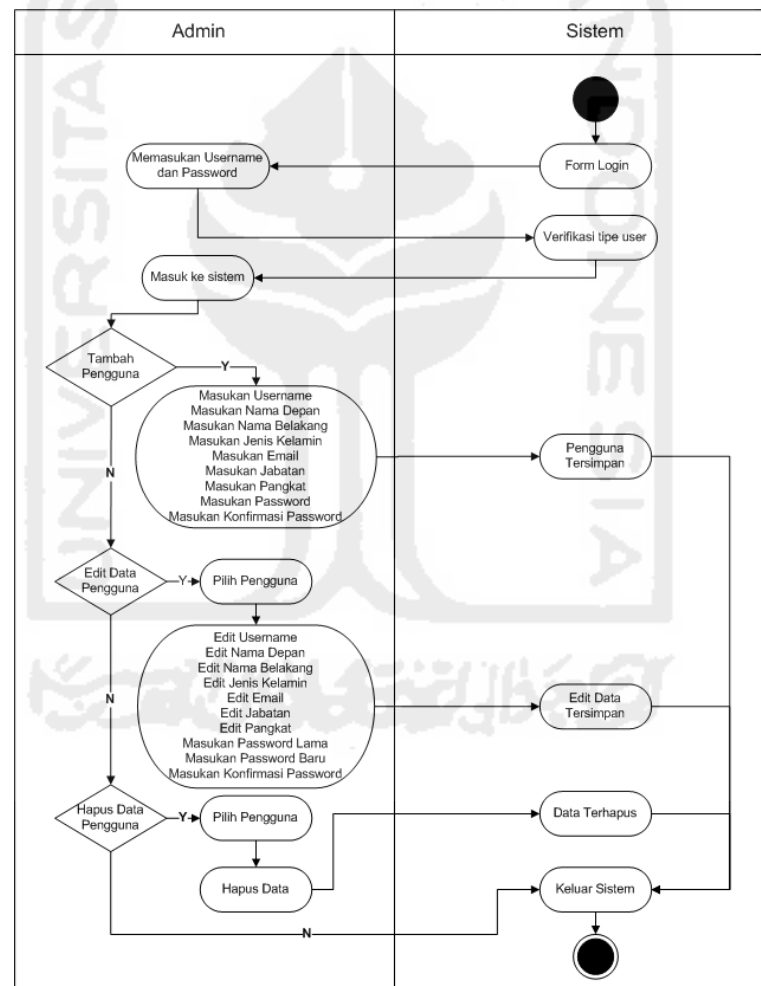 Admin
Sistem
Form Login
Memasukan Username
dan Password
Verifikasi tipe user
Masuk ke sistem
Tambah
Pengguna
Y
Masukan Username
Masukan Nama Depan
Masukan Nama Belakang
Masukan Jenis Kelamin
Masukan Email
Masukan Jabatan
Masukan Pangkat
Masukan Password
Masukan Konfirmasi Password
Pengguna
Tersimpan
N
Edit Data
Pengguna
Y
Pilih Pengguna
Edit Username
Edit Nama Depan
Edit Nama Belakang
Edit Jenis Kelamin
Edit Email
Edit Jabatan
Edit Pangkat
Masukan Password Lama
Masukan Password Baru
Masukan Konfirmasi Password
Edit Data
Tersimpan
N
Hapus Data
Pengguna
Y
Pilih Pengguna
Data Terhapus
Hapus Data
Keluar Sistem
N
UNIVERSITAS